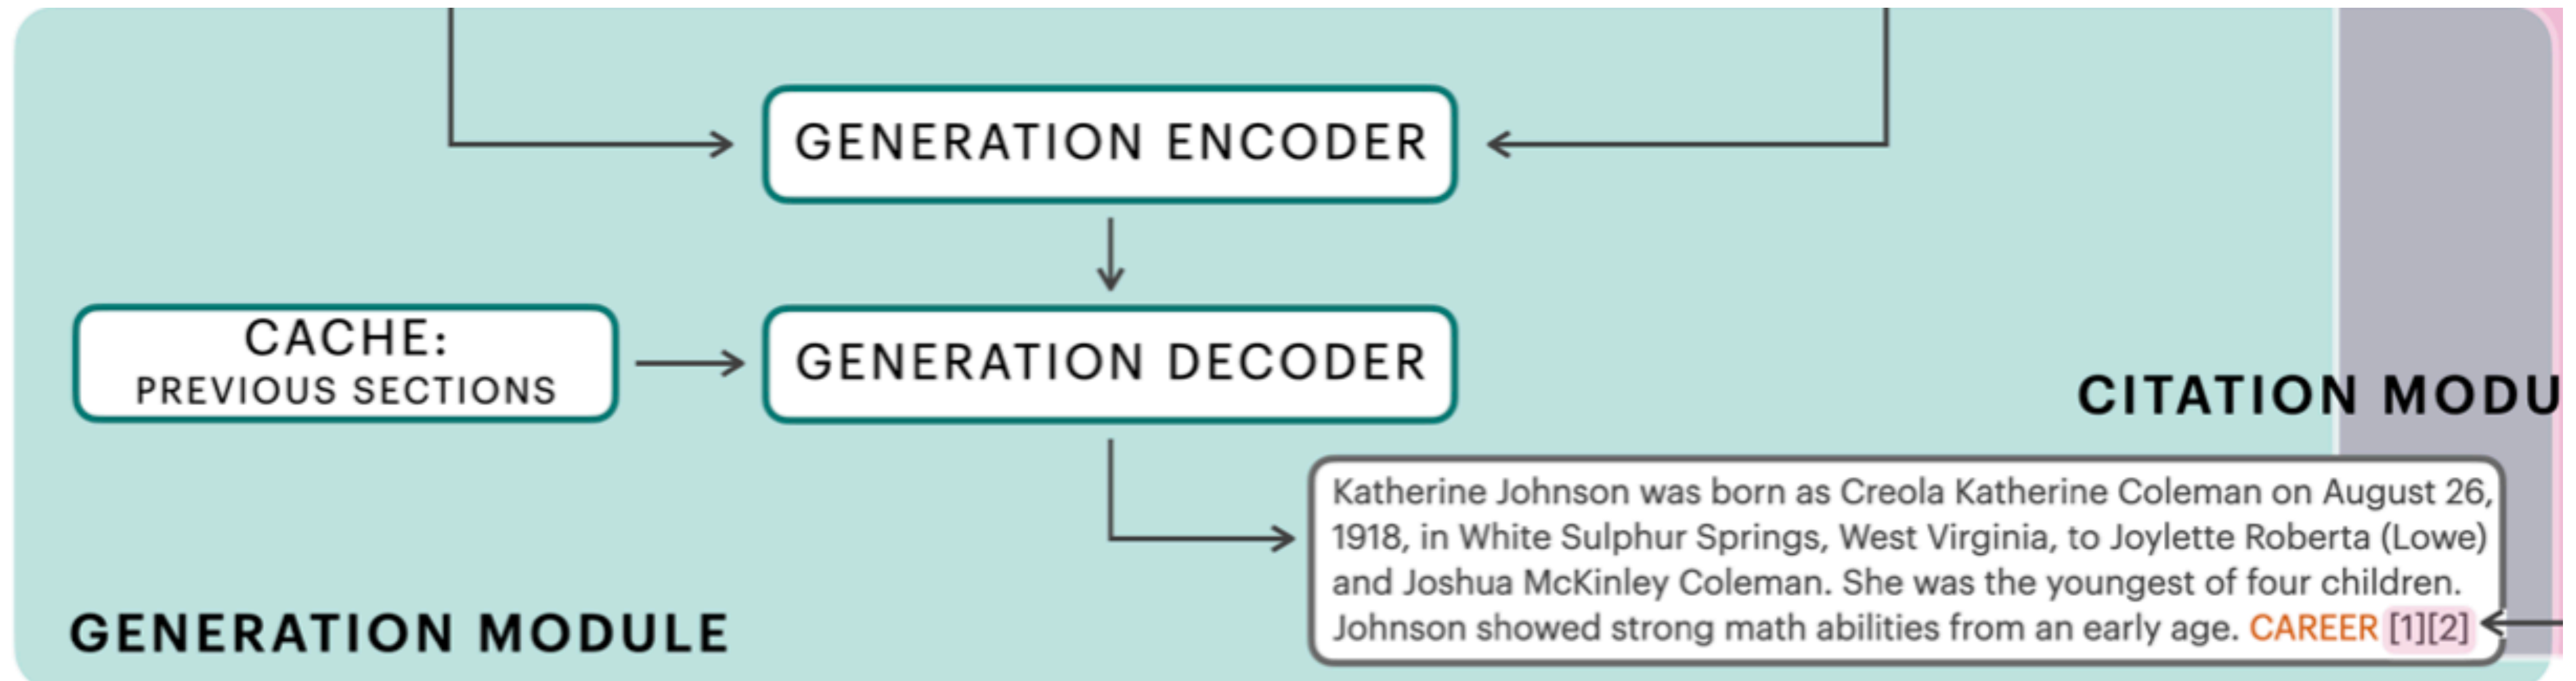 GENERATION ENCODER
CACHE:
PREVIOUS SECTIONS
GENERATION DECODER
CITATION MODU
Katherine Johnson was born as Creola Katherine Coleman on August 26,
1918, in White Sulphur Springs, West Virginia, to Joylette Roberta (Lowe)
and Joshua McKinley Coleman. She was the youngest of four children.
Johnson showed strong math abilities from an early age. CAREER [1][2]
GENERATION MODULE